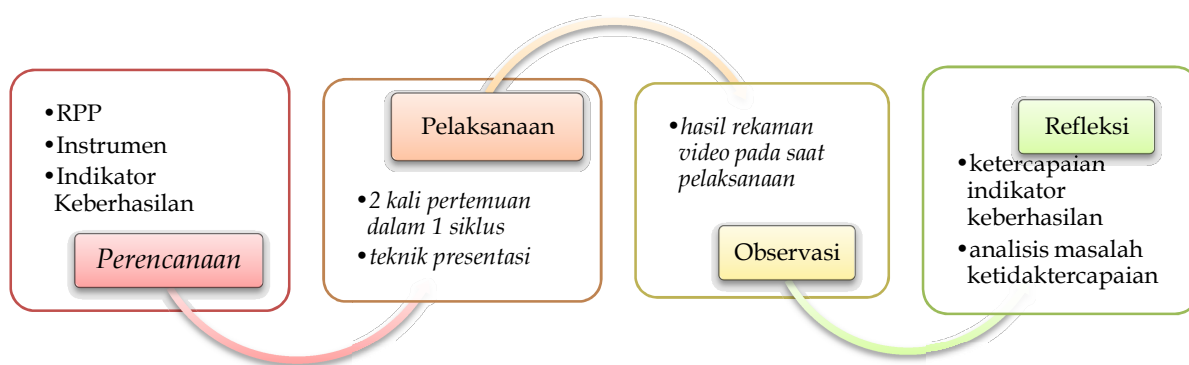 •RPP
•Instrumen
•Indikator
Keberhasilan
Perencanaan
Pelaksanaan
•2 kali pertemuan
dalam 1 siklus
•teknik presentasi
•hasil rekaman
video pada saat
pelaksanaan
Observasi
Refleksi
•ketercapaian
indikator
keberhasilan
•analisis masalah
ketidaktercapaian